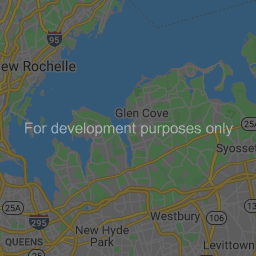 95
New Rochelle
Glen Cove
For development purposes only
25A
Syosset
25A
295
Westbury
106
QUEENS
New Hyde
Park
Levittown